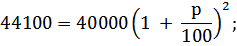 44100 = 40000(1 + p/100)²;